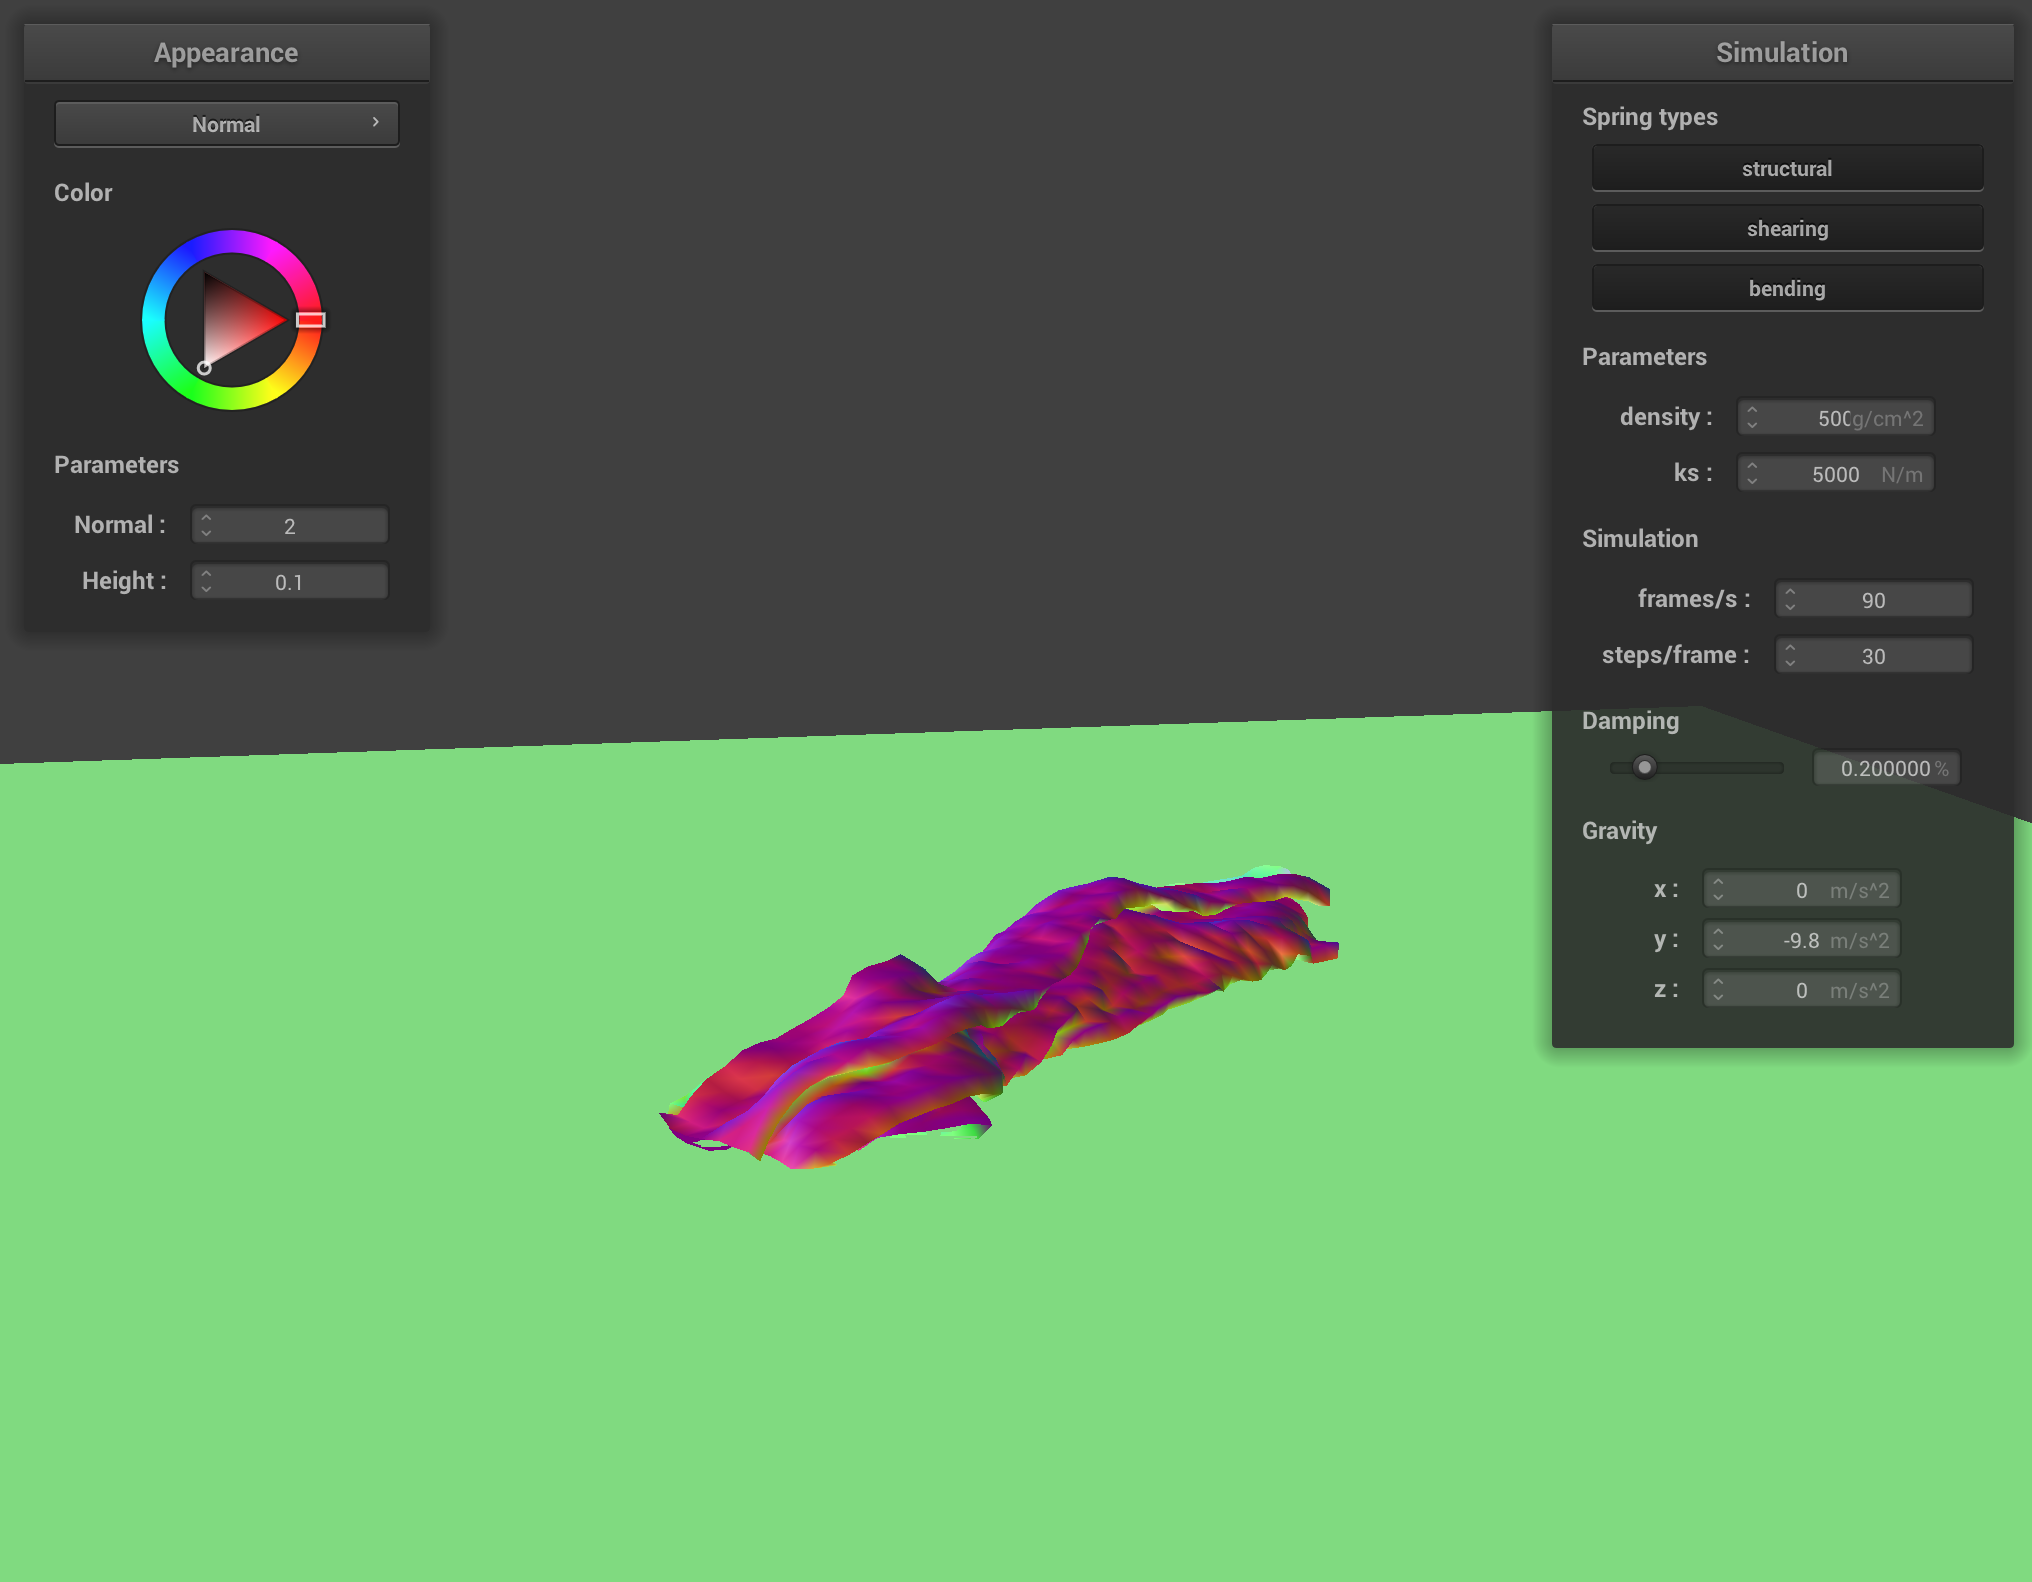 Appearance
Normal
Color
Parameters
Normal : 2
Height : 0.1
Simulation
Spring types
structural
shearing
bending
Parameters
density : 500 g/cm^2
ks : 5000 N/m
Simulation
frames/s : 90
steps/frame : 30
Damping
0.200000 %
Gravity
x : 0 m/s^2
y : -9.8 m/s^2
z : 0 m/s^2